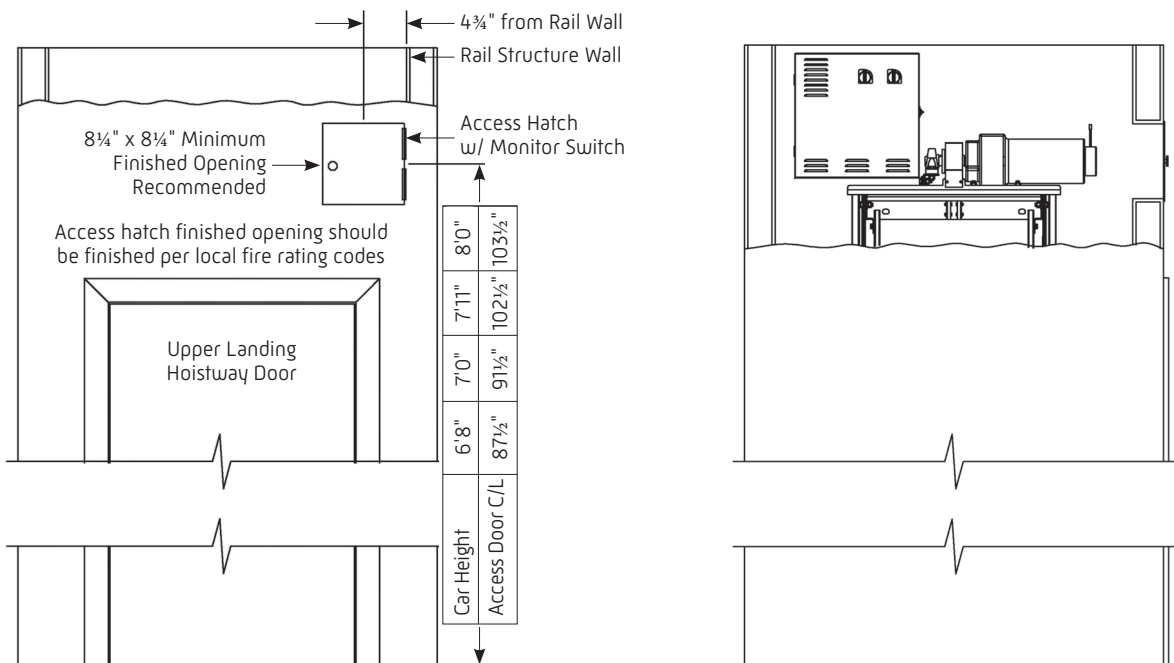 4¾" from Rail Wall
Rail Structure Wall
8¼" x 8¼" Minimum
Finished Opening
Recommended
Access Hatch
w/ Monitor Switch
Access hatch finished opening should
be finished per local fire rating codes
Upper Landing
Hoistway Door
Car Height 6'8" 7'0" 7'11" 8'0"
Access Door C/L 87½" 91½" 102½" 103½"